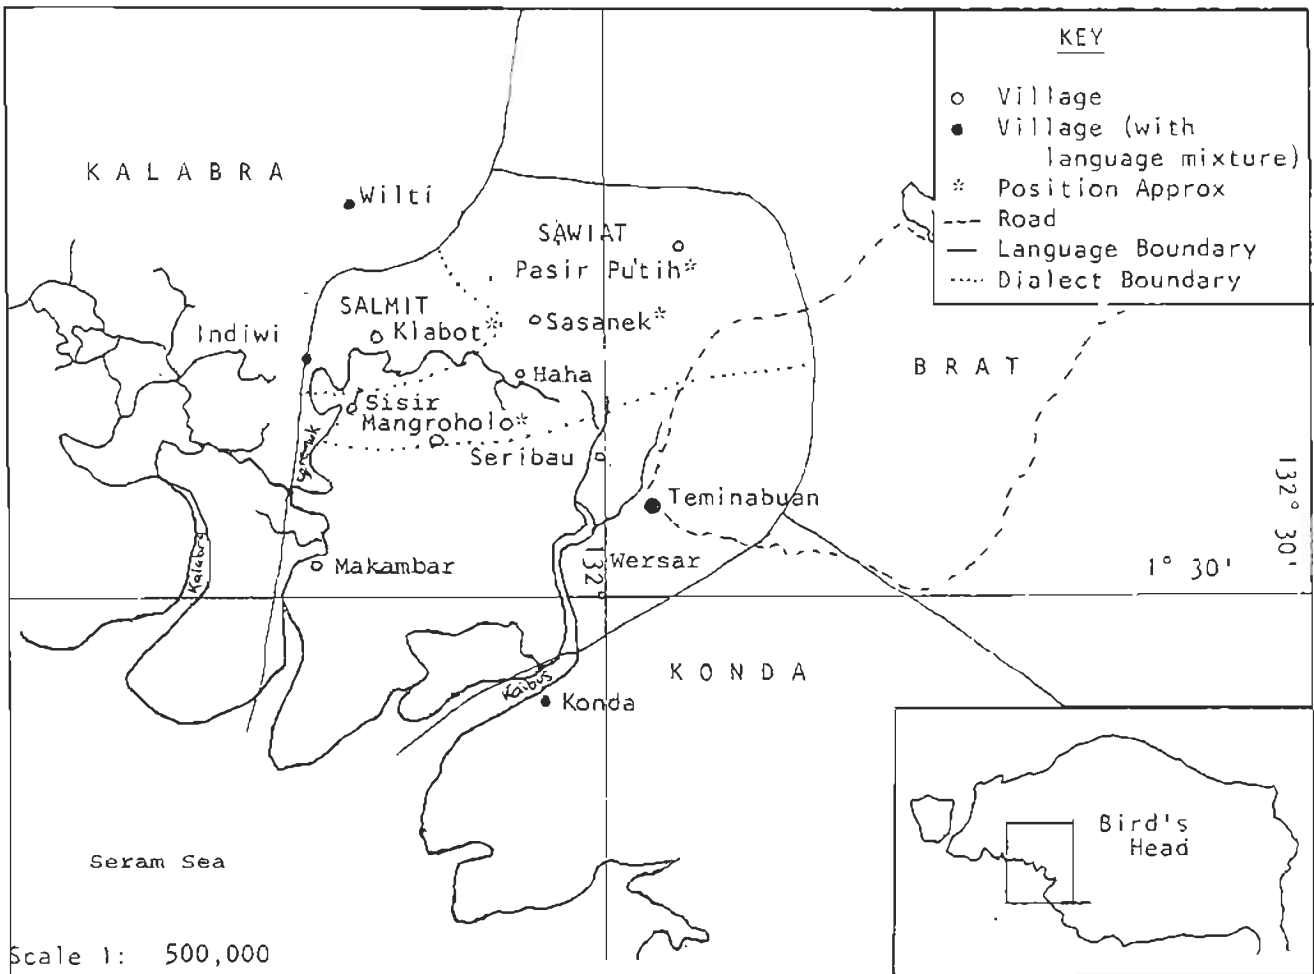 KEY
Village
Village (with
language mixture)
* Position Approx
Road
Language Boundary
Dialect Boundary
KALABRA
Wilti
SAWIAT
Pasir Putih*
SALMIT
Klabot*
Sasanek*
Indiwi
BRAT
Haha
Sisir
Mangroholo*
Seribau
Teminabuan
132° 30'
Kalabra
Makambar
132°
Wersar
1° 30'
KONDA
Kaibus
Konda
Bird's
Head
Seram Sea
Scale 1: 500,000